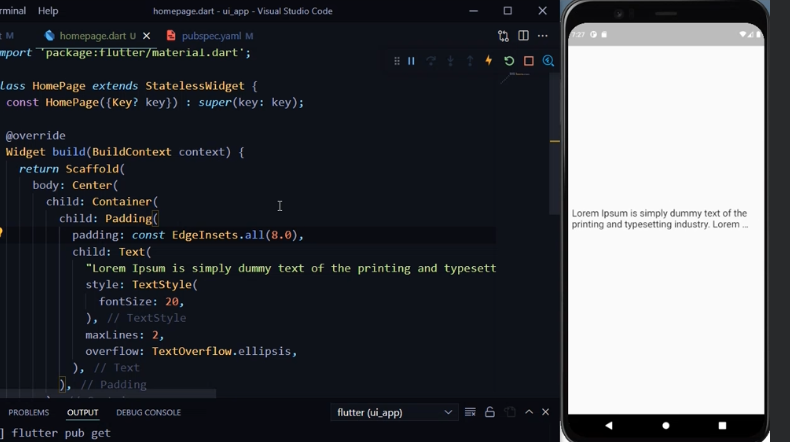 rminal Help
homepage.dart - ui_app - Visual Studio Code
M
homepage.dart U
pubspec.yaml M
mport 'package:flutter/material.dart';
lass HomePage extends StatelessWidget {
const HomePage({Key? key}) : super(key: key);
@override
Widget build(BuildContext context) {
return Scaffold(
body: Center(
child: Container(
child: Padding(
padding: const EdgeInsets.all(8.0),
child: Text(
"Lorem Ipsum is simply dummy text of the printing and typesett
style: TextStyle(
fontSize: 20,
), // TextStyle
maxLines: 2,
overflow: TextOverflow.ellipsis,
), // Text
), // Padding
PROBLEMS OUTPUT DEBUG CONSOLE
flutter (ui_app)
] flutter pub get
7:27
Lorem Ipsum is simply dummy text of the
printing and typesetting industry. Lorem ...